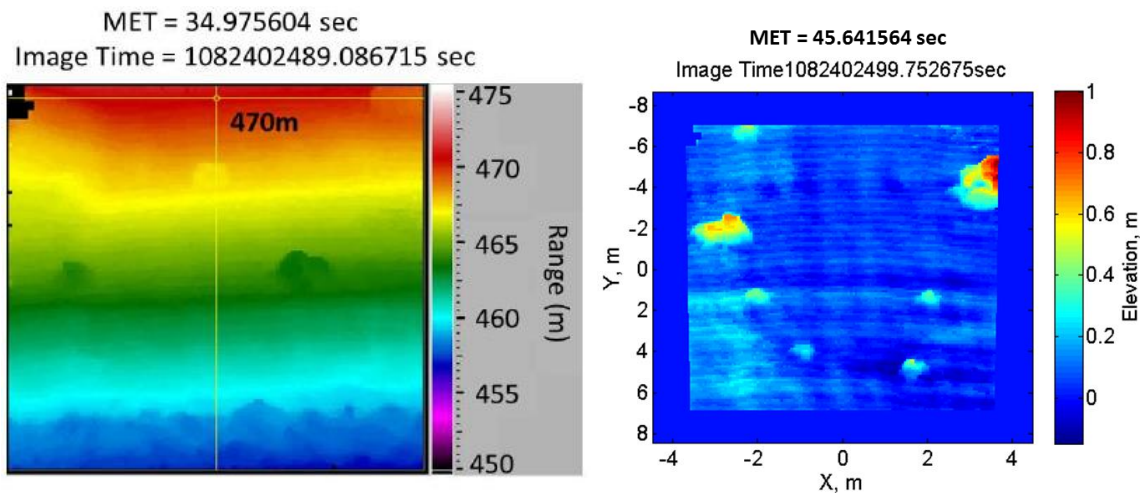 MET = 34.975604 sec
Image Time = 1082402489.086715 sec
470m
475
470
465
460
455
450
Range (m)
MET = 45.641564 sec
Image Time1082402499.752675sec
-8
-6
-4
-2
0
2
4
6
8
Y, m
-4
-2
0
2
4
X, m
1
0.8
0.6
0.4
0.2
0
Elevation, m